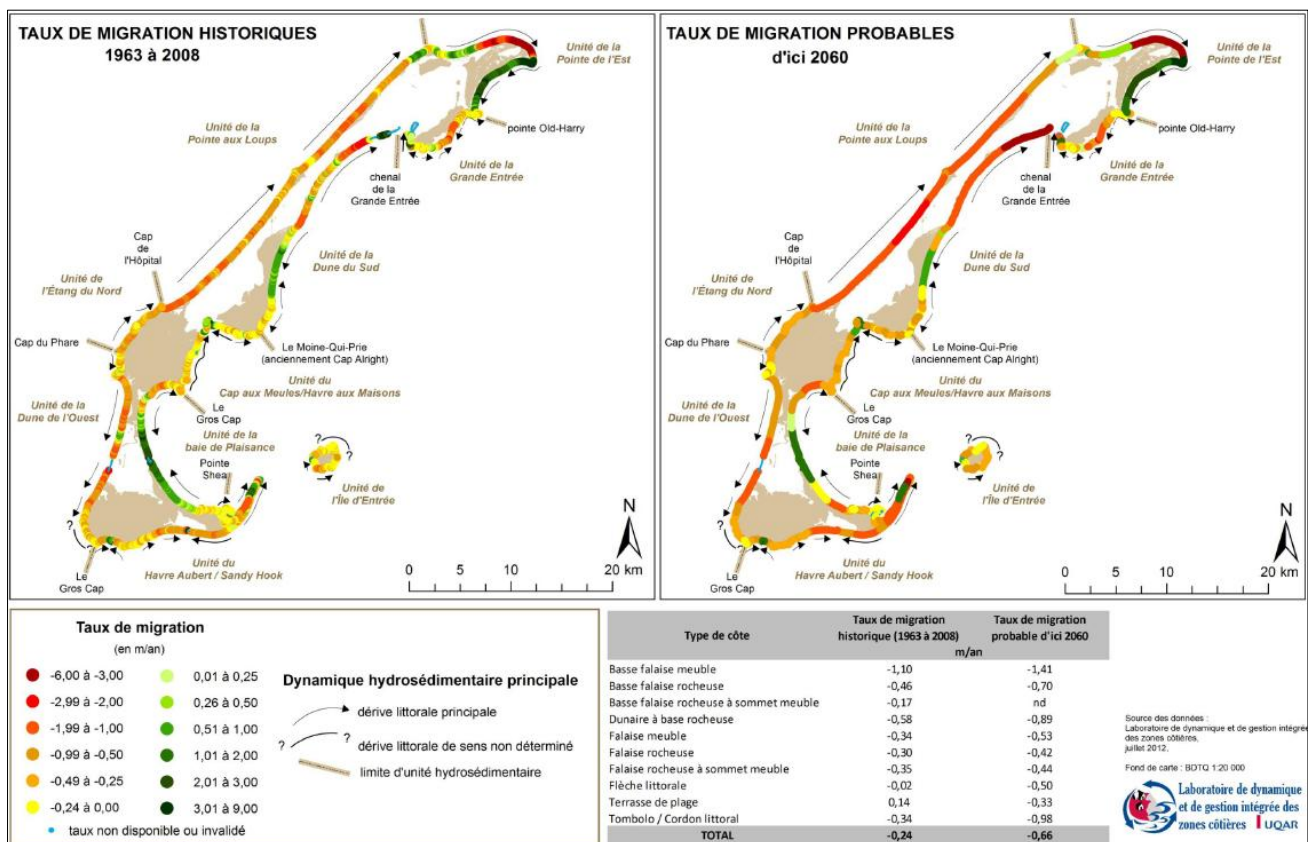 TAUX DE MIGRATION HISTORIQUES
1963 à 2008
Unité de la
Pointe de l'Est
Unité de la
Pointe aux Loups
pointe Old-Harry
Unité de la
Grande Entrée
chenal
de la
Grande Entrée
Cap
de
l'Hôpital
Unité de
l'Étang du Nord
Unité de la
Dune du Sud
Cap du Phare
Le Moine-Qui-Prie
(anciennement Cap Alright)
Unité du
Cap aux Meules/Havre aux Maisons
Unité de la
Dune de l'Ouest
Le
Gros Cap
Unité de la
baie de Plaisance
Pointe
Shea
?
?
Unité de
l'Île d'Entrée
?
Le
Gros Cap
Unité du
Havre Aubert / Sandy Hook
N
0 5 10 20 km
TAUX DE MIGRATION PROBABLES
d'ici 2060
Unité de la
Pointe de l'Est
Unité de la
Pointe aux Loups
pointe Old-Harry
Unité de la
Grande Entrée
chenal
de la
Grande Entrée
Cap
de
l'Hôpital
Unité de
l'Étang du Nord
Unité de la
Dune du Sud
Cap du Phare
Le Moine-Qui-Prie
(anciennement Cap Alright)
Unité du
Cap aux Meules/Havre aux Maisons
Unité de la
Dune de l'Ouest
Le
Gros Cap
Unité de la
baie de Plaisance
Pointe
Shea
?
?
Unité de
l'Île d'Entrée
?
Le
Gros Cap
Unité du
Havre Aubert / Sandy Hook
N
0 5 10 20 km
Taux de migration
(en m/an)
-6,00 à -3,00 0,01 à 0,25
-2,99 à -2,00 0,26 à 0,50
-1,99 à -1,00 0,51 à 1,00
-0,99 à -0,50 1,01 à 2,00
-0,49 à -0,25 2,01 à 3,00
-0,24 à 0,00 3,01 à 9,00
taux non disponible ou invalidé
Dynamique hydrosédimentaire principale
dérive littorale principale
? ? dérive littorale de sens non déterminé
limite d'unité hydrosédimentaire
Type de côte Taux de migration historique (1963 à 2008) Taux de migration probable d'ici 2060
m/an
Basse falaise meuble -1,10 -1,41
Basse falaise rocheuse -0,46 -0,70
Basse falaise rocheuse à sommet meuble -0,17 nd
Dunaire à base rocheuse -0,58 -0,89
Falaise meuble -0,34 -0,53
Falaise rocheuse -0,30 -0,42
Falaise rocheuse à sommet meuble -0,35 -0,44
Flèche littorale -0,02 -0,50
Terrasse de plage 0,14 -0,33
Tombolo / Cordon littoral -0,34 -0,98
TOTAL -0,24 -0,66
Source des données :
Laboratoire de dynamique et de gestion intégrée
des zones côtières,
juillet 2012.
Fond de carte : BDTQ 1:20 000
Laboratoire de dynamique
et de gestion intégrée des
zones côtières UQAR